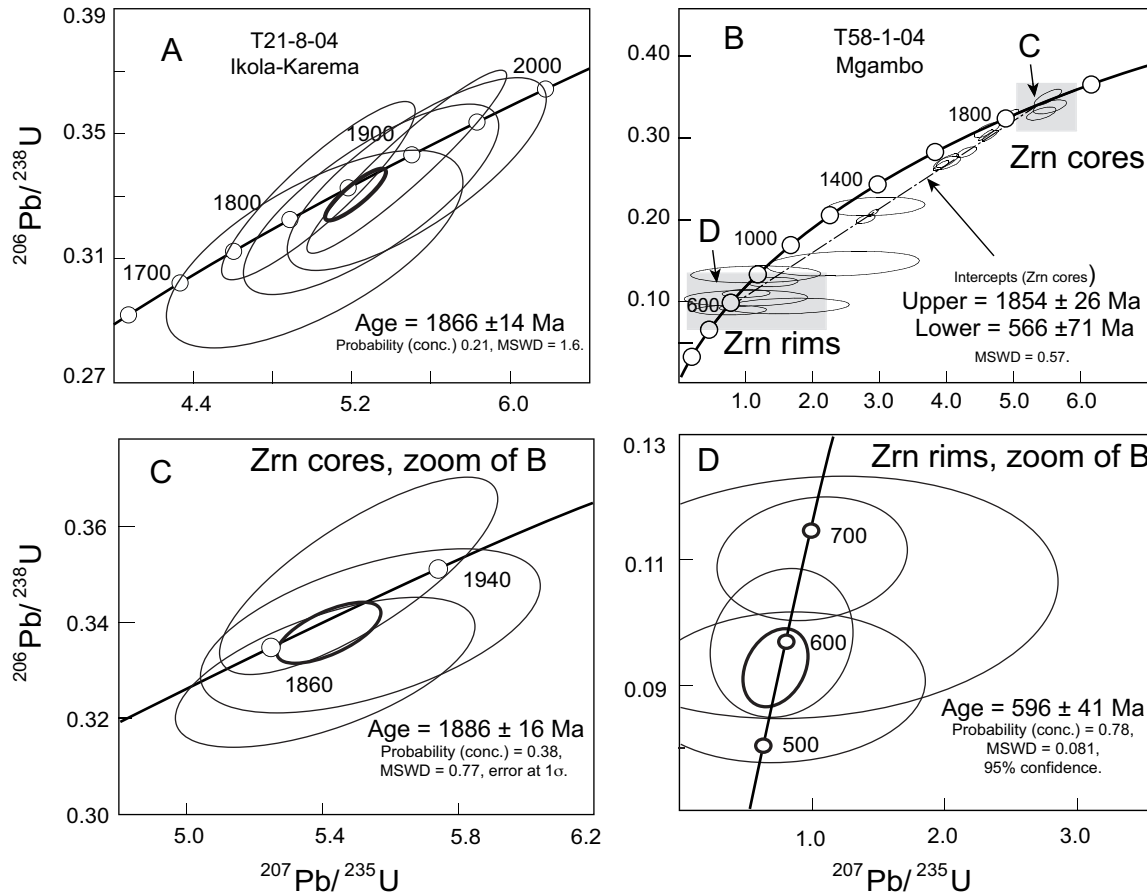 A
T21-8-04
Ikola-Karema
0.39
0.35
0.31
0.27
²⁰⁶Pb/²³⁸U
1700
1800
1900
2000
Age = 1866 ±14 Ma
Probability (conc.) 0.21, MSWD = 1.6.
4.4
5.2
6.0
B
T58-1-04
Mgambo
C
0.40
0.30
0.20
0.10
1800
1400
1000
600
Zrn cores
D
Zrn rims
Intercepts (Zrn cores)
Upper = 1854 ± 26 Ma
Lower = 566 ±71 Ma
MSWD = 0.57.
1.0
2.0
3.0
4.0
5.0
6.0
C
Zrn cores, zoom of B
0.36
0.34
0.32
0.30
²⁰⁶Pb/²³⁸U
1940
1860
Age = 1886 ± 16 Ma
Probability (conc.) = 0.38,
MSWD = 0.77, error at 1σ.
5.0
5.4
5.8
6.2
²⁰⁷Pb/²³⁵U
D
Zrn rims, zoom of B
0.13
0.11
0.09
700
600
500
Age = 596 ± 41 Ma
Probability (conc.) = 0.78,
MSWD = 0.081,
95% confidence.
1.0
2.0
3.0
²⁰⁷Pb/²³⁵U